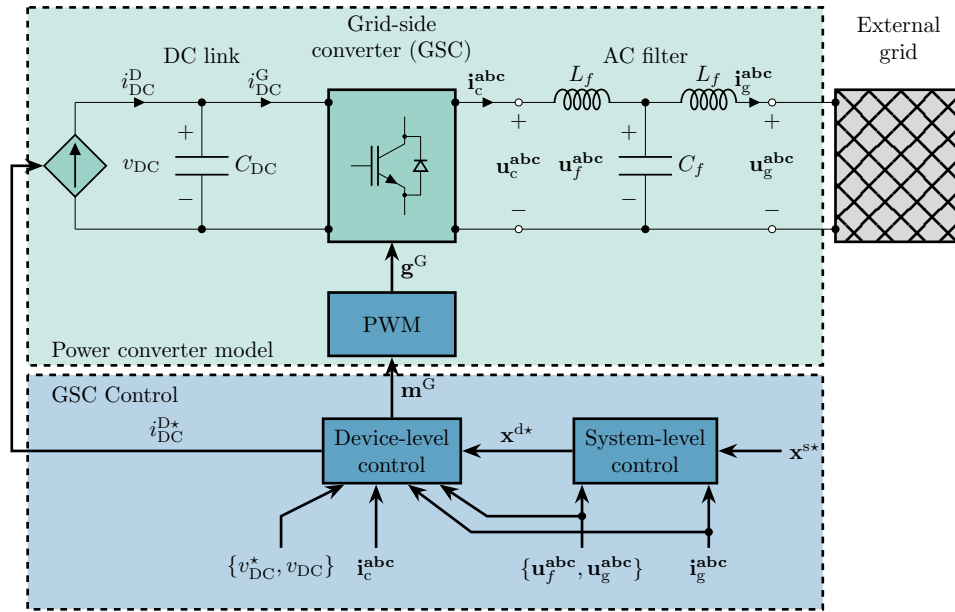 Grid-side
converter (GSC)
External
grid
DC link
AC filter
i_DC^D
i_DC^G
i_c^abc
L_f
L_f
i_g^abc
+
+
+
+
v_DC
C_DC
u_c^abc
u_f^abc
C_f
u_g^abc
−
−
−
−
g^G
PWM
Power converter model
m^G
GSC Control
i_DC^D⋆
Device-level
control
x^d⋆
System-level
control
x^s⋆
{v_DC^⋆, v_DC}
i_c^abc
{u_f^abc, u_g^abc}
i_g^abc